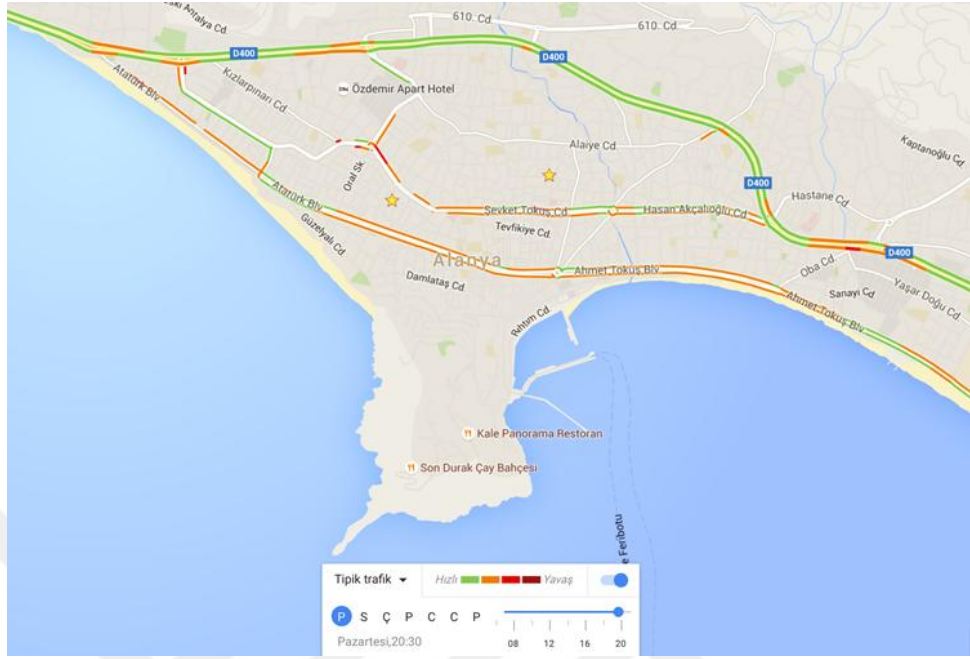 ski Antalya Cd.
610. Cd.
610. Cd.
D400
D400
Atatürk Blv
Kızlarpınarı Cd
Özdemir Apart Hotel
Alaiye Cd.
Kaptanoğlu Cd
Oral Sk.
D400
Hastane Cd
Atatürk Blv
Şevket Tokuş Cd
Hasan Akçalıoğlu Cd
Güzelyalı Cd.
Tevfikiye Cd.
D400
Alanya
Ahmet Tokuş Blv
Oba Cd
Damlataş Cd
Sanayi Cd
Yaşar Doğu Cd.
Ahmet Tokuş Blv
Rıhtım Cd
Kale Panorama Restoran
Son Durak Çay Bahçesi
e Feribotu
Tipik trafik
Hızlı
Yavaş
P S Ç P C C P
08 12 16 20
Pazartesi,20:30